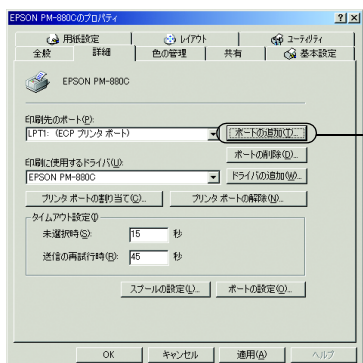 EPSON PM-880Cのプロパティ
用紙設定 レイアウト ユーティリティ
全般 詳細 色の管理 共有 基本設定
EPSON PM-880C
印刷先のポート(P):
LPT1: (ECP プリンタ ポート)
ポートの追加(T)...
ポートの削除(D)...
印刷に使用するドライバ(U):
EPSON PM-880C
ドライバの追加(W)...
プリンタ ポートの割り当て(C)... プリンタ ポートの解除(N)...
タイムアウト設定
未選択時(S): 15 秒
送信の再試行時(R): 45 秒
スプールの設定(L)... ポートの設定(O)...
OK キャンセル 適用(A) ヘルプ